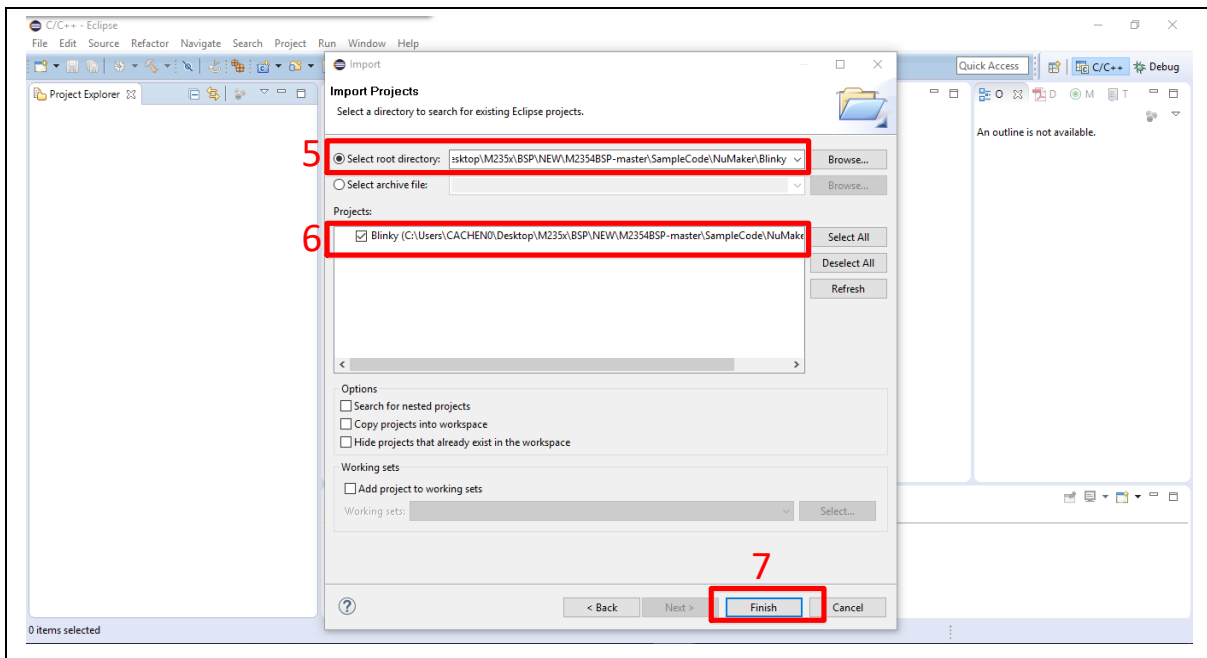 C/C++ - Eclipse
File Edit Source Refactor Navigate Search Project Run Window Help
Import
Quick Access
C/C++
Debug
Project Explorer
Import Projects
Select a directory to search for existing Eclipse projects.
O
D
M
T
An outline is not available.
5
Select root directory:
esktop\M235x\BSP\NEW\M2354BSP-master\SampleCode\NuMaker\Blinky
Browse...
Select archive file:
Browse...
Projects:
6
Blinky (C:\Users\CACHEN0\Desktop\M235x\BSP\NEW\M2354BSP-master\SampleCode\NuMake
Select All
Deselect All
Refresh
Options
Search for nested projects
Copy projects into workspace
Hide projects that already exist in the workspace
Working sets
Add project to working sets
Working sets:
Select...
7
?
< Back
Next >
Finish
Cancel
0 items selected